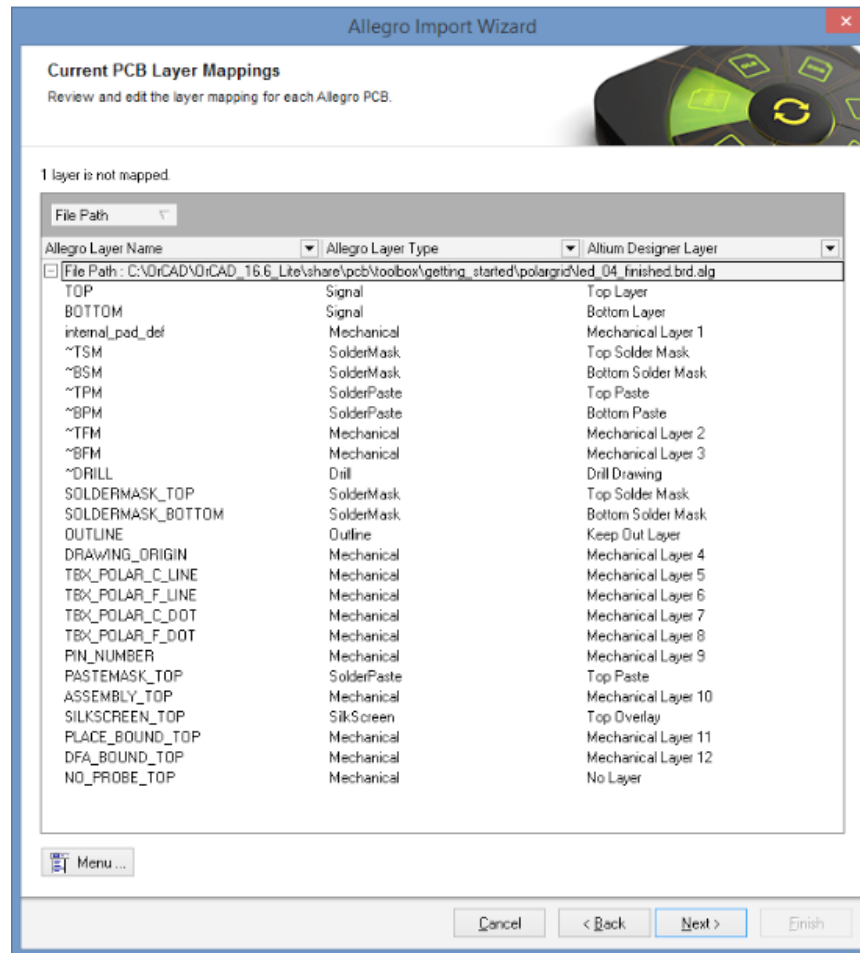 Allegro Import Wizard
Current PCB Layer Mappings
Review and edit the layer mapping for each Allegro PCB.
1 layer is not mapped.
File Path
Allegro Layer Name Allegro Layer Type Altium Designer Layer
File Path : C:\OrCAD\OrCAD_16.6_Lite\share\pcb\toolbox\getting_started\polargrid\led_04_finished.brd.alg
TOP Signal Top Layer
BOTTOM Signal Bottom Layer
internal_pad_def Mechanical Mechanical Layer 1
~TSM SolderMask Top Solder Mask
~BSM SolderMask Bottom Solder Mask
~TPM SolderPaste Top Paste
~BPM SolderPaste Bottom Paste
~TFM Mechanical Mechanical Layer 2
~BFM Mechanical Mechanical Layer 3
~DRILL Drill Drill Drawing
SOLDERMASK_TOP SolderMask Top Solder Mask
SOLDERMASK_BOTTOM SolderMask Bottom Solder Mask
OUTLINE Outline Keep Out Layer
DRAWING_ORIGIN Mechanical Mechanical Layer 4
TBX_POLAR_C_LINE Mechanical Mechanical Layer 5
TBX_POLAR_F_LINE Mechanical Mechanical Layer 6
TBX_POLAR_C_DOT Mechanical Mechanical Layer 7
TBX_POLAR_F_DOT Mechanical Mechanical Layer 8
PIN_NUMBER Mechanical Mechanical Layer 9
PASTEMASK_TOP SolderPaste Top Paste
ASSEMBLY_TOP Mechanical Mechanical Layer 10
SILKSCREEN_TOP SilkScreen Top Overlay
PLACE_BOUND_TOP Mechanical Mechanical Layer 11
DFA_BOUND_TOP Mechanical Mechanical Layer 12
NO_PROBE_TOP Mechanical No Layer
Menu ...
Cancel < Back Next > Finish